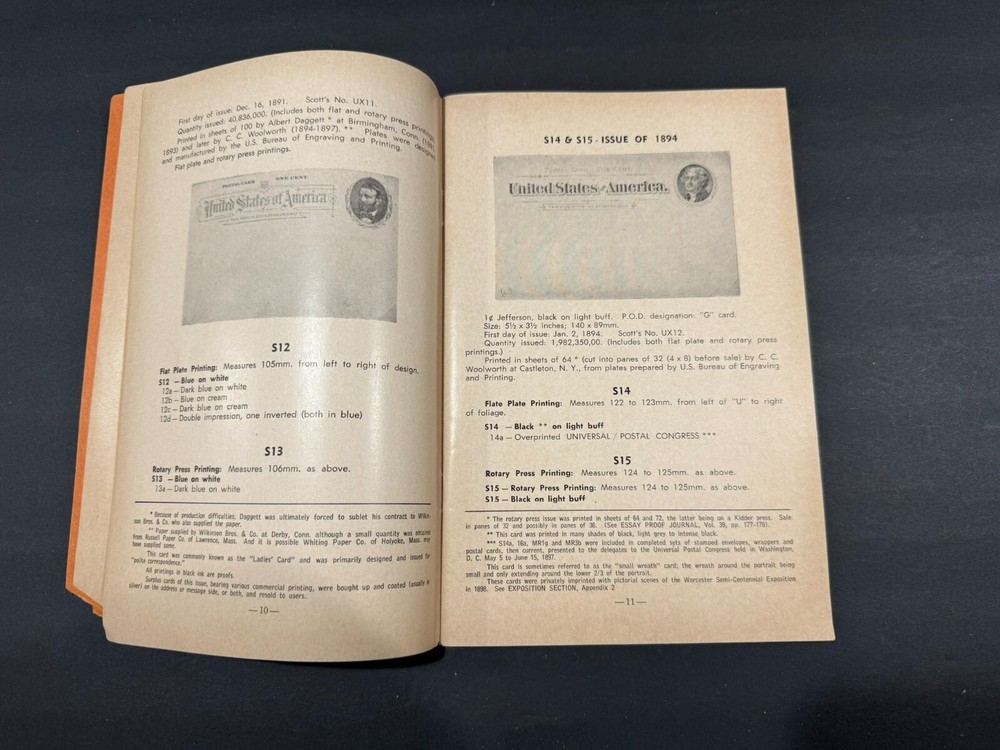 First day of issue: Dec. 16, 1891. Scott's No. UX11.
Quantity issued: 40,836,000. (Includes both flat and rotary press printings
Printed in sheets of 100 by Albert Daggett * at Birmingham, Conn. (1891
1893) and later by C. C. Woolworth (1894-1897). ** Plates were designed
and manufactured by the U.S. Bureau of Engraving and Printing.
Flat plate and rotary press printings.
POSTAL CARD ONE CENT.
United States of America
S12
Flat Plate Printing: Measures 105mm. from left to right of design.
S12 — Blue on white
12a — Dark blue on white
12b — Blue on cream
12c — Dark blue on cream
12d — Double impression, one inverted (both in blue)
S13
Rotary Press Printing: Measures 106mm. as above.
S13 — Blue on white
13a — Dark blue on white
* Because of production difficulties, Daggett was ultimately forced to sublet his contract to Wilkin-
son Bros. & Co. who also supplied the paper.
** Paper supplied by Wilkinson Bros. & Co. at Derby, Conn. although a small quantity was obtained
from Russell Paper Co. of Lawrence, Mass. And it is possible Whiting Paper Co. of Holyoke, Mass. may
have supplied some.
This card was commonly known as the "Ladies' Card" and was primarily designed and issued for
"polite correspondence."
All printings in black ink are proofs.
Surplus cards of this issue, bearing various commercial printing, were bought up and coated (usually in
silver) on the address or message side, or both, and resold to users.
—10—
S14 & S15 - ISSUE OF 1894
United States of America.
1¢ Jefferson, black on light buff. P.O.D. designation: "G" card.
Size: 5½ x 3½ inches; 140 x 89mm.
First day of issue: Jan. 2, 1894. Scott's No. UX12.
Quantity issued: 1,982,350,00. (Includes both flat plate and rotary press
printings.)
Printed in sheets of 64 * (cut into panes of 32 (4 x 8) before sale) by C. C.
Woolworth at Castleton, N. Y., from plates prepared by U.S. Bureau of Engraving
and Printing.
S14
Flate Plate Printing: Measures 122 to 123mm. from left of "U" to right
of foliage.
S14 — Black ** on light buff
14a — Overprinted UNIVERSAL / POSTAL CONGRESS ***
S15
Rotary Press Printing: Measures 124 to 125mm. as above.
S15 — Rotary Press Printing: Measures 124 to 125mm. as above.
S15 — Black on light buff
* The rotary press issue was printed in sheets of 64 and 72, the latter being on a Kidder press. Sale
in panes of 32 and possibly in panes of 36. (See ESSAY PROOF JOURNAL, Vol. 39, pp. 177-178).
** This card was printed in many shades of black, light grey to intense black.
*** S14a, 16a, MR1g and MR3b were included in completed sets of stamped envelopes, wrappers and
postal cards, then current, presented to the delegates to the Universal Postal Congress held in Washington,
D. C. May 5 to June 15, 1897.
This card is sometimes referred to as the "small wreath" card; the wreath around the portrait being
small and only extending around the lower 2/3 of the portrait.
These cards were privately imprinted with pictorial scenes of the Worcester Semi-Centennial Exposition
in 1898. See EXPOSITION SECTION, Appendix 2
—11—